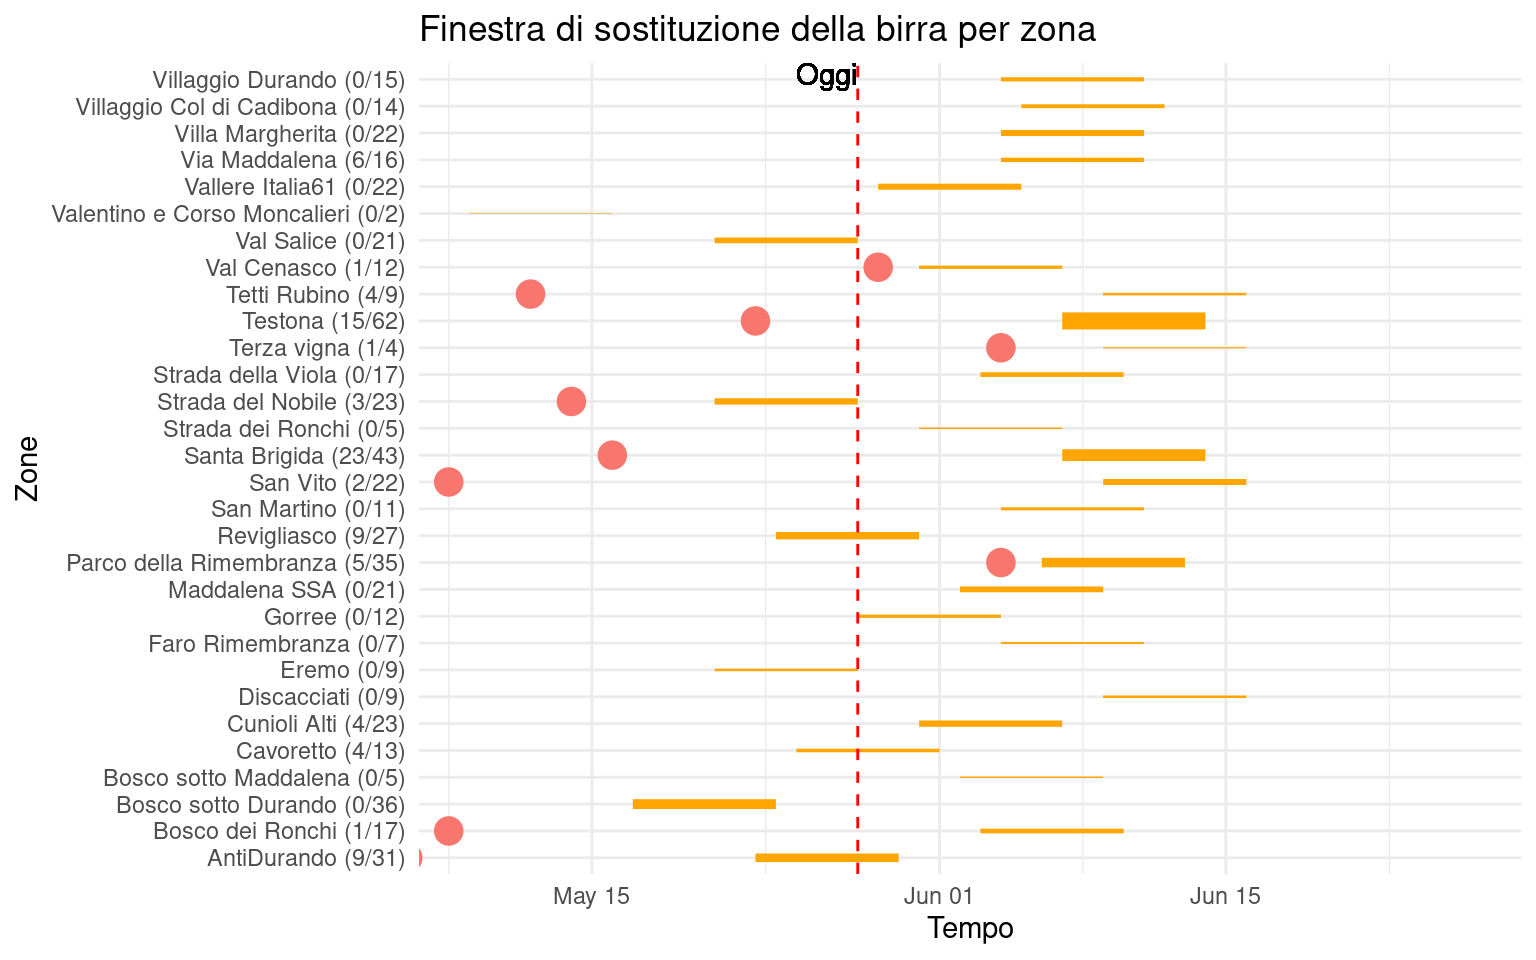 Finestra di sostituzione della birra per zona
Oggi
Villaggio Durando (0/15)
Villaggio Col di Cadibona (0/14)
Villa Margherita (0/22)
Via Maddalena (6/16)
Vallere Italia61 (0/22)
Valentino e Corso Moncalieri (0/2)
Val Salice (0/21)
Val Cenasco (1/12)
Tetti Rubino (4/9)
Testona (15/62)
Terza vigna (1/4)
Strada della Viola (0/17)
Strada del Nobile (3/23)
Strada dei Ronchi (0/5)
Santa Brigida (23/43)
San Vito (2/22)
San Martino (0/11)
Revigliasco (9/27)
Parco della Rimembranza (5/35)
Maddalena SSA (0/21)
Gorree (0/12)
Faro Rimembranza (0/7)
Eremo (0/9)
Discacciati (0/9)
Cunioli Alti (4/23)
Cavoretto (4/13)
Bosco sotto Maddalena (0/5)
Bosco sotto Durando (0/36)
Bosco dei Ronchi (1/17)
AntiDurando (9/31)
Zone
May 15
Jun 01
Jun 15
Tempo